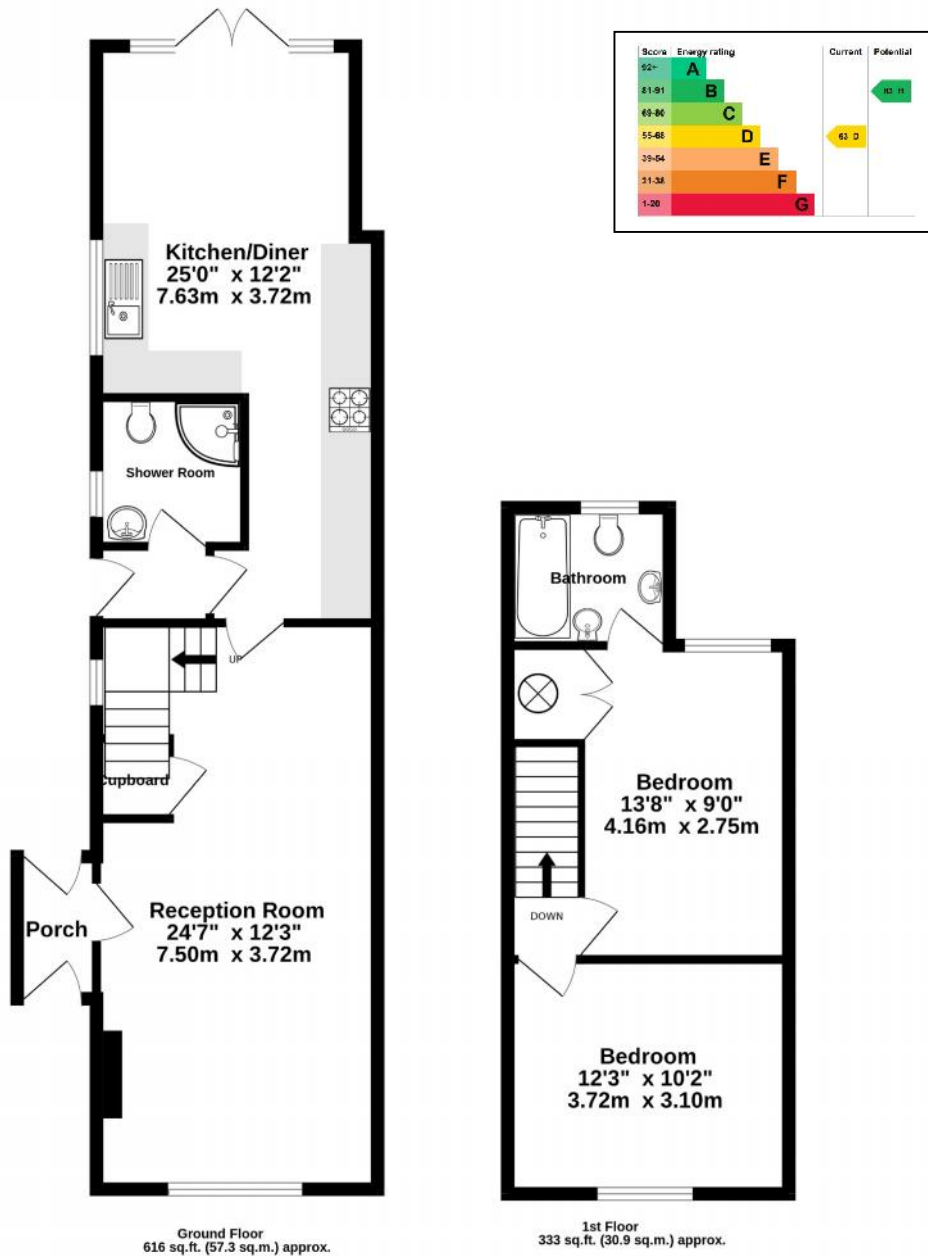 Score Energy rating Current Potential
92+ A
81-91 B
69-80 C
55-68 D 63 D
39-54 E
21-38 F
1-20 G
Kitchen/Diner
25'0" x 12'2"
7.63m x 3.72m
Shower Room
UP
Cupboard
Porch
Reception Room
24'7" x 12'3"
7.50m x 3.72m
Ground Floor
616 sq.ft. (57.3 sq.m.) approx.
Bathroom
Bedroom
13'8" x 9'0"
4.16m x 2.75m
DOWN
Bedroom
12'3" x 10'2"
3.72m x 3.10m
1st Floor
333 sq.ft. (30.9 sq.m.) approx.